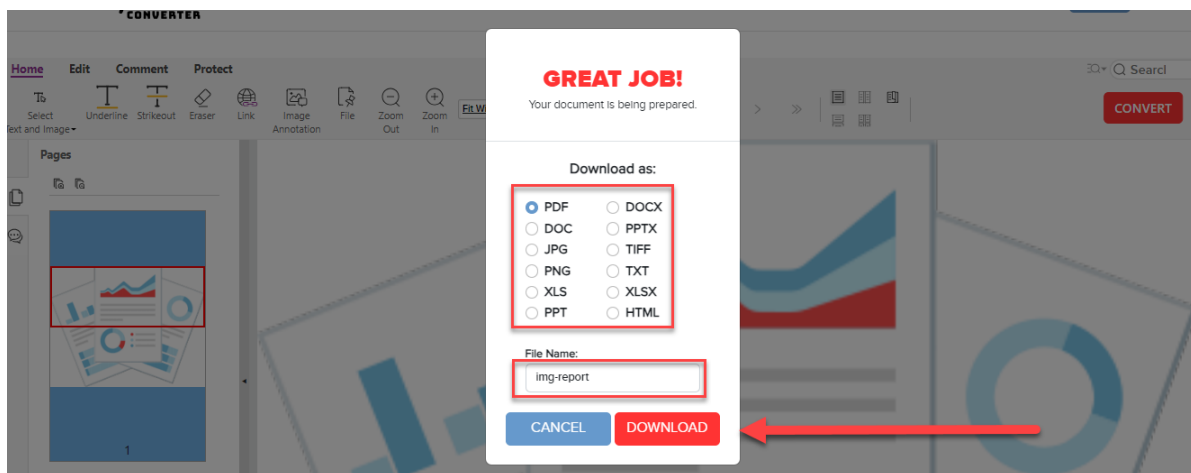 CONVERTER
Home Edit Comment Protect
Searcl
Select
Text and Image
Underline
Strikeout
Eraser
Link
Image
Annotation
File
Zoom
Out
Zoom
In
Fit Wi
CONVERT
Pages
1
GREAT JOB!
Your document is being prepared.
Download as:
PDF DOCX
DOC PPTX
JPG TIFF
PNG TXT
XLS XLSX
PPT HTML
File Name:
img-report
CANCEL DOWNLOAD